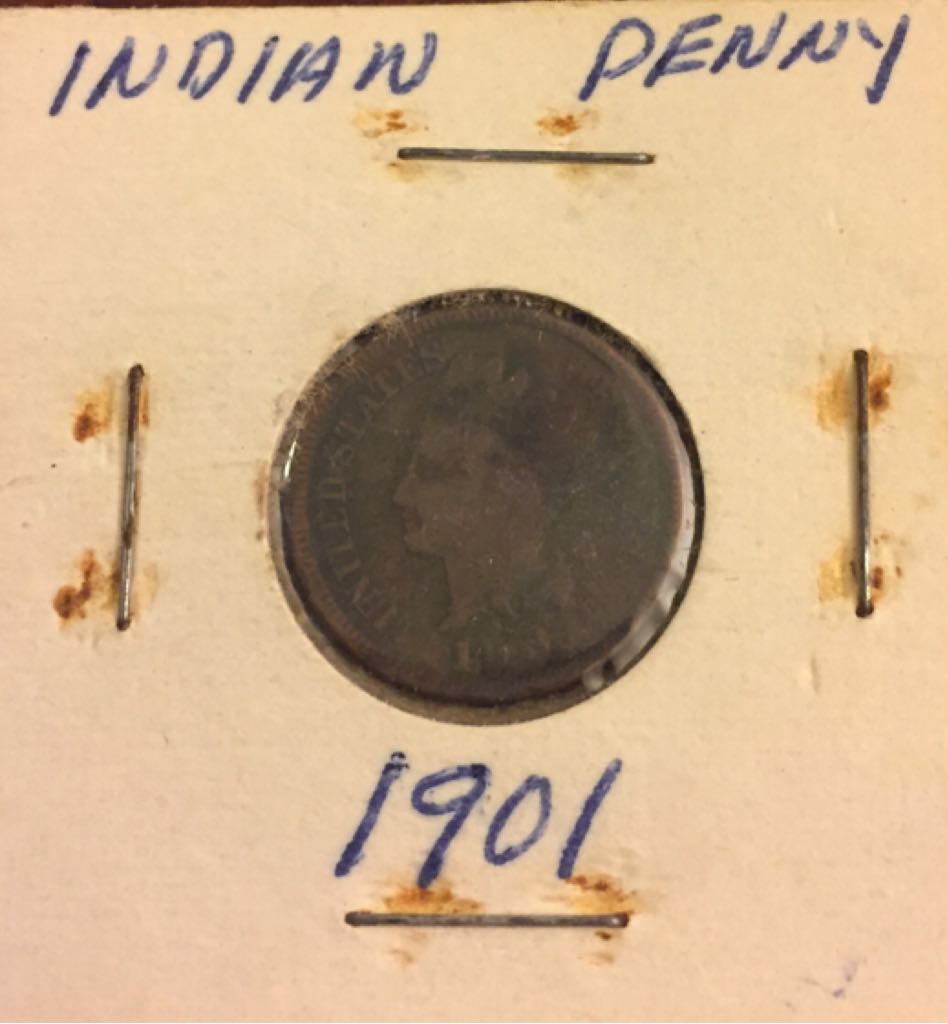 INDIAN PENNY
UNITED STATES
1901